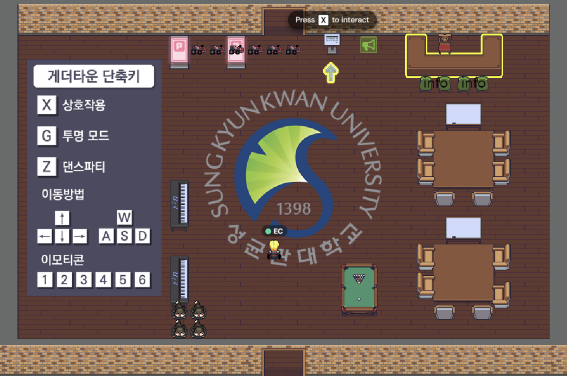 Press X to interact
P
info info
게더타운 단축키
X 상호작용
G 투명 모드
Z 댄스파티
이동방법
↑ W
← ↓ → A S D
이모티콘
1 2 3 4 5 6
SUNGKYUNKWAN UNIVERSITY
1398
성균관대학교
EC